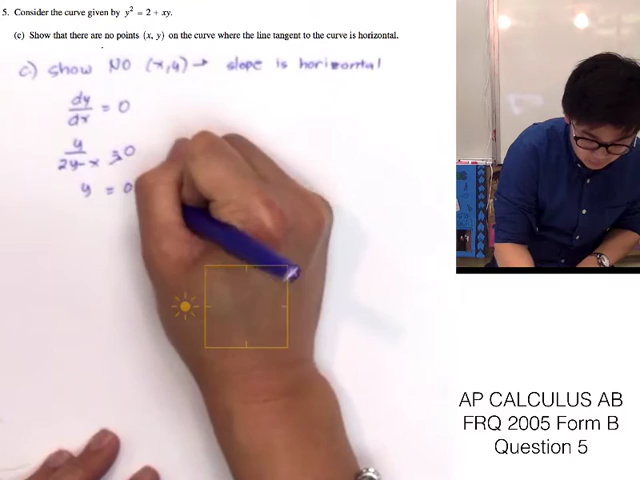 5. Consider the curve given by y² = 2 + xy.
(c) Show that there are no points (x, y) on the curve where the line tangent to the curve is horizontal.
c) show NO (x,y) → slope is horizontal
dy/dx = 0
y/(2y-x) = 0
y = 0
AP CALCULUS AB
FRQ 2005 Form B
Question 5